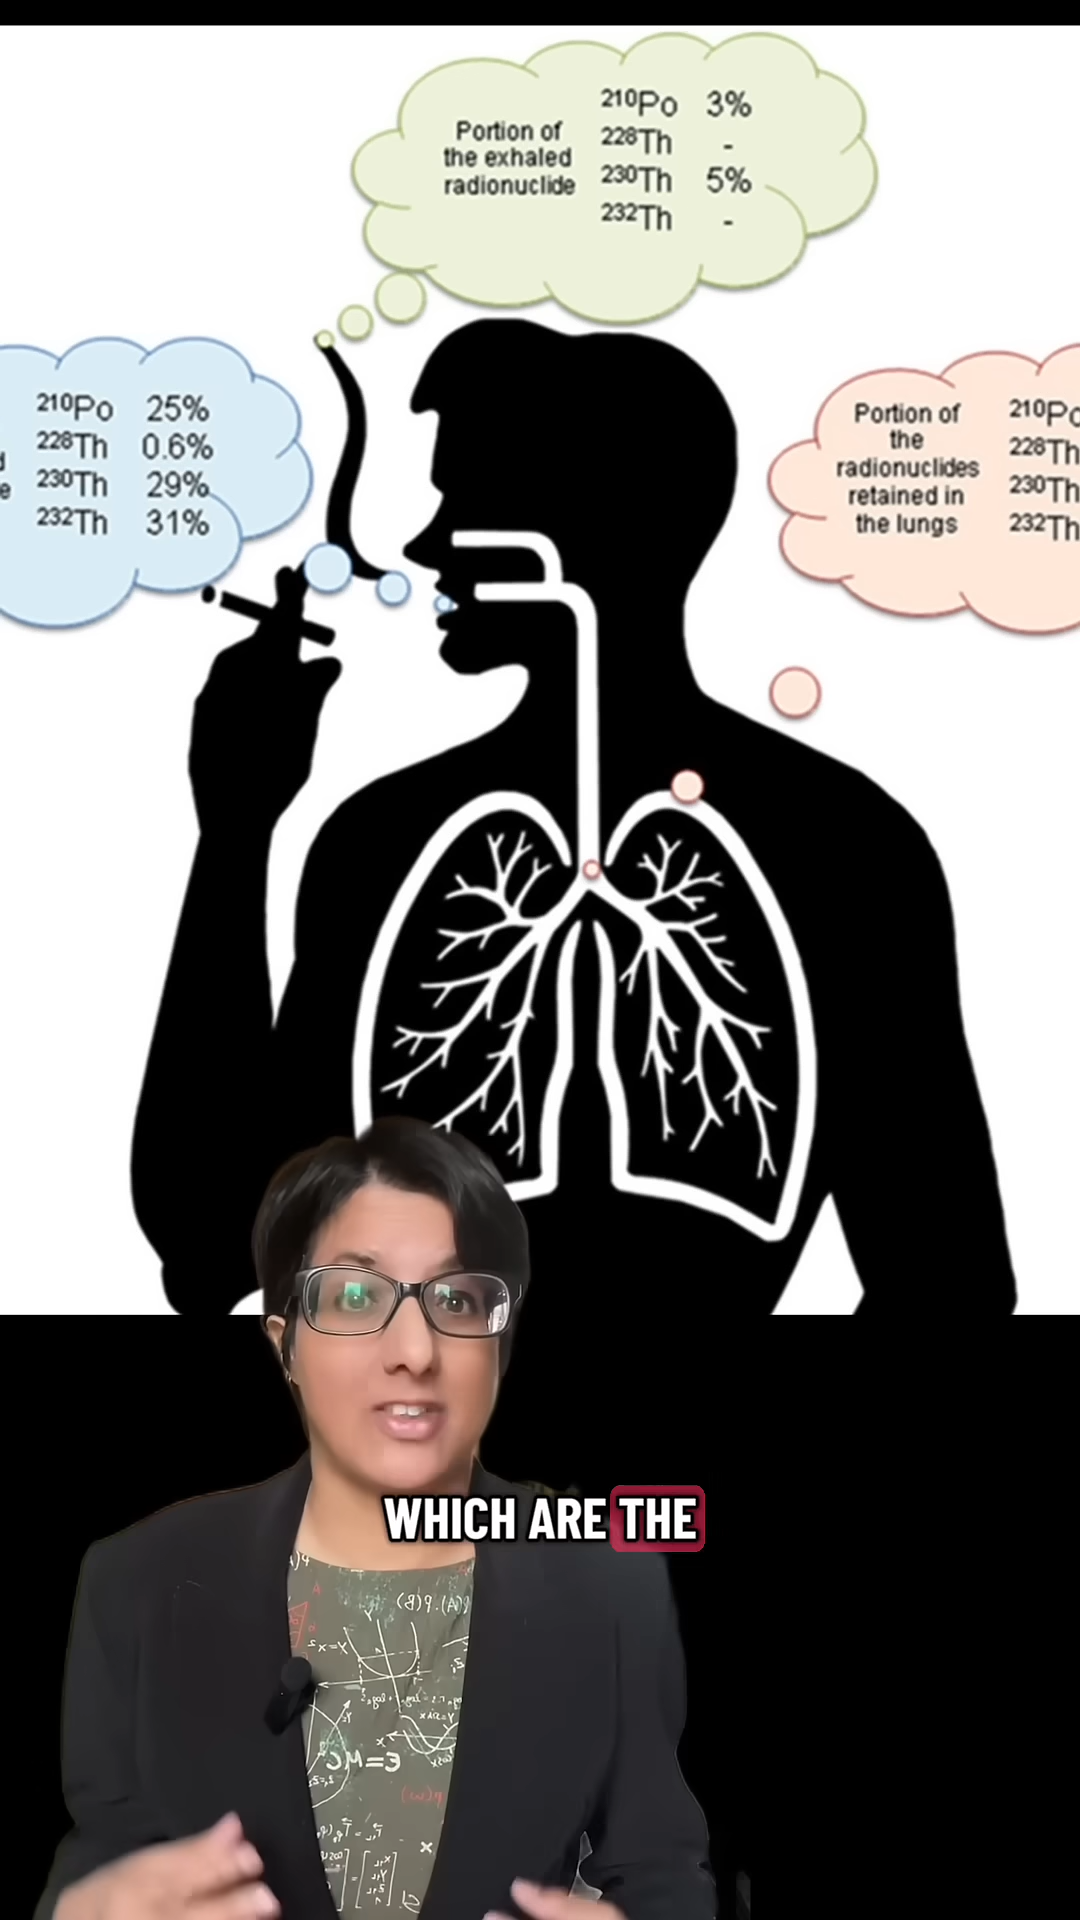 Portion of
the exhaled
radionuclide
²¹⁰Po 3%
²²⁸Th -
²³⁰Th 5%
²³²Th -
²¹⁰Po 25%
²²⁸Th 0.6%
²³⁰Th 29%
²³²Th 31%
Portion of
the
radionuclides
retained in
the lungs
²¹⁰Po
²²⁸Th
²³⁰Th
²³²Th
WHICH ARE THE